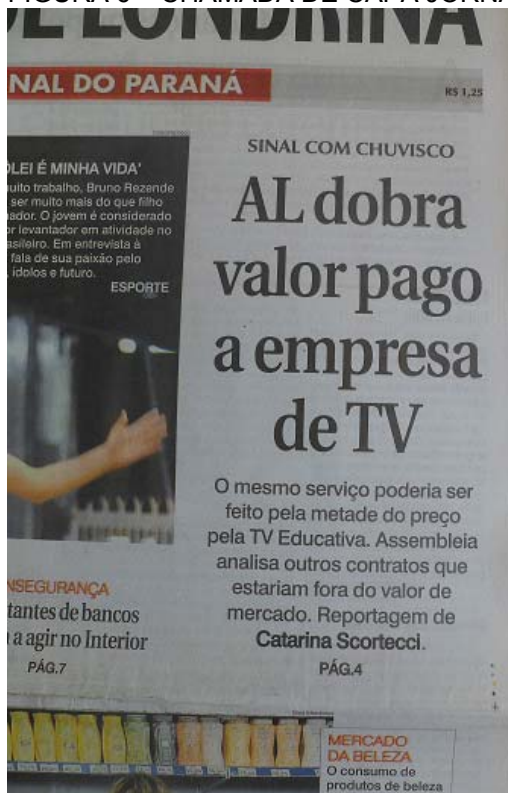 DE LONDRINA
NAL DO PARANÁ
R$ 1,25
OLEI É MINHA VIDA'
uito trabalho, Bruno Rezende
ser muito mais do que filho
nador. O jovem é considerado
or levantador em atividade no
asileiro. Em entrevista à
fala de sua paixão pelo
, ídolos e futuro.
ESPORTE
SINAL COM CHUVISCO
AL dobra
valor pago
a empresa
de TV
O mesmo serviço poderia ser
feito pela metade do preço
pela TV Educativa. Assembleia
analisa outros contratos que
estariam fora do valor de
mercado. Reportagem de
Catarina Scortecci.
PÁG.4
NSEGURANÇA
tantes de bancos
a agir no Interior
PÁG.7
MERCADO
DA BELEZA
O consumo de
produtos de beleza